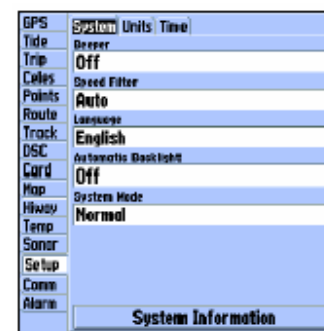 GPS
Tide
Trip
Celes
Points
Route
Track
DSC
Card
Map
Hiway
Temp
Sonar
Setup
Comm
Alarm
System Units Time
Beeper
Off
Speed Filter
Auto
Language
English
Automatic Backlight
Off
System Mode
Normal
System Information